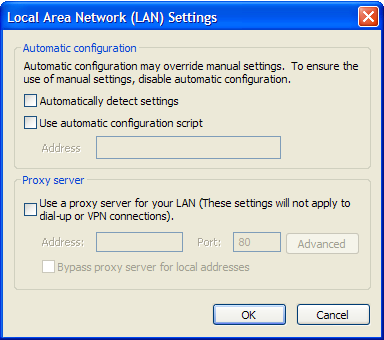 Local Area Network (LAN) Settings
Automatic configuration
Automatic configuration may override manual settings.  To ensure the
use of manual settings, disable automatic configuration.
Automatically detect settings
Use automatic configuration script
Address
Proxy server
Use a proxy server for your LAN (These settings will not apply to
dial-up or VPN connections).
Address: Port: 80 Advanced
Bypass proxy server for local addresses
OK Cancel